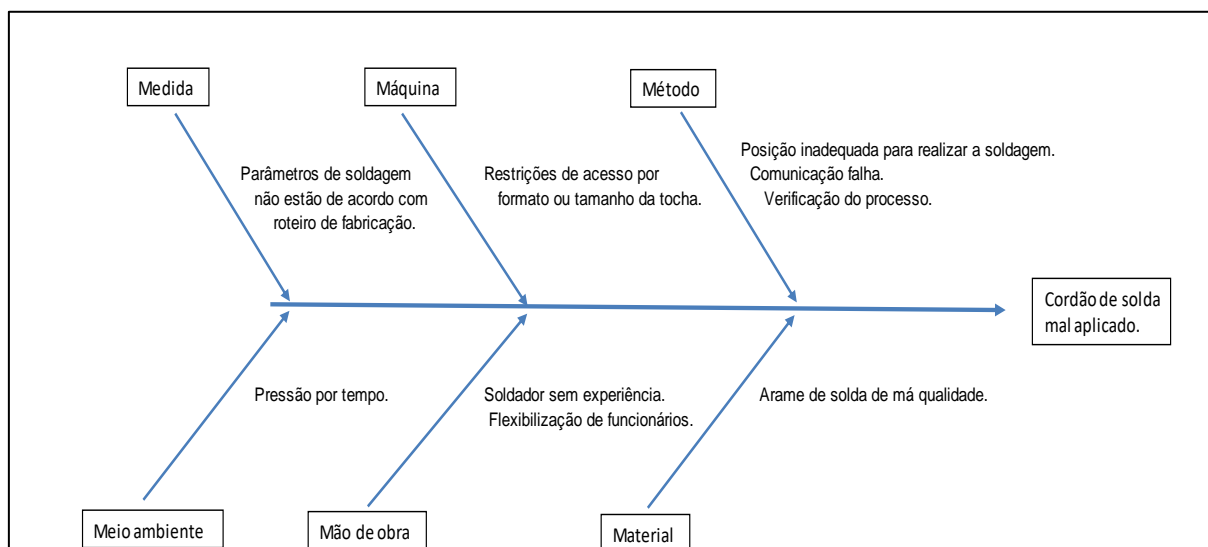 Medida
Máquina
Método
Parâmetros de soldagem
não estão de acordo com
roteiro de fabricação.
Restrições de acesso por
formato ou tamanho da tocha.
Posição inadequada para realizar a soldagem.
Comunicação falha.
Verificação do processo.
Cordão de solda
mal aplicado.
Pressão por tempo.
Soldador sem experiência.
Flexibilização de funcionários.
Arame de solda de má qualidade.
Meio ambiente
Mão de obra
Material